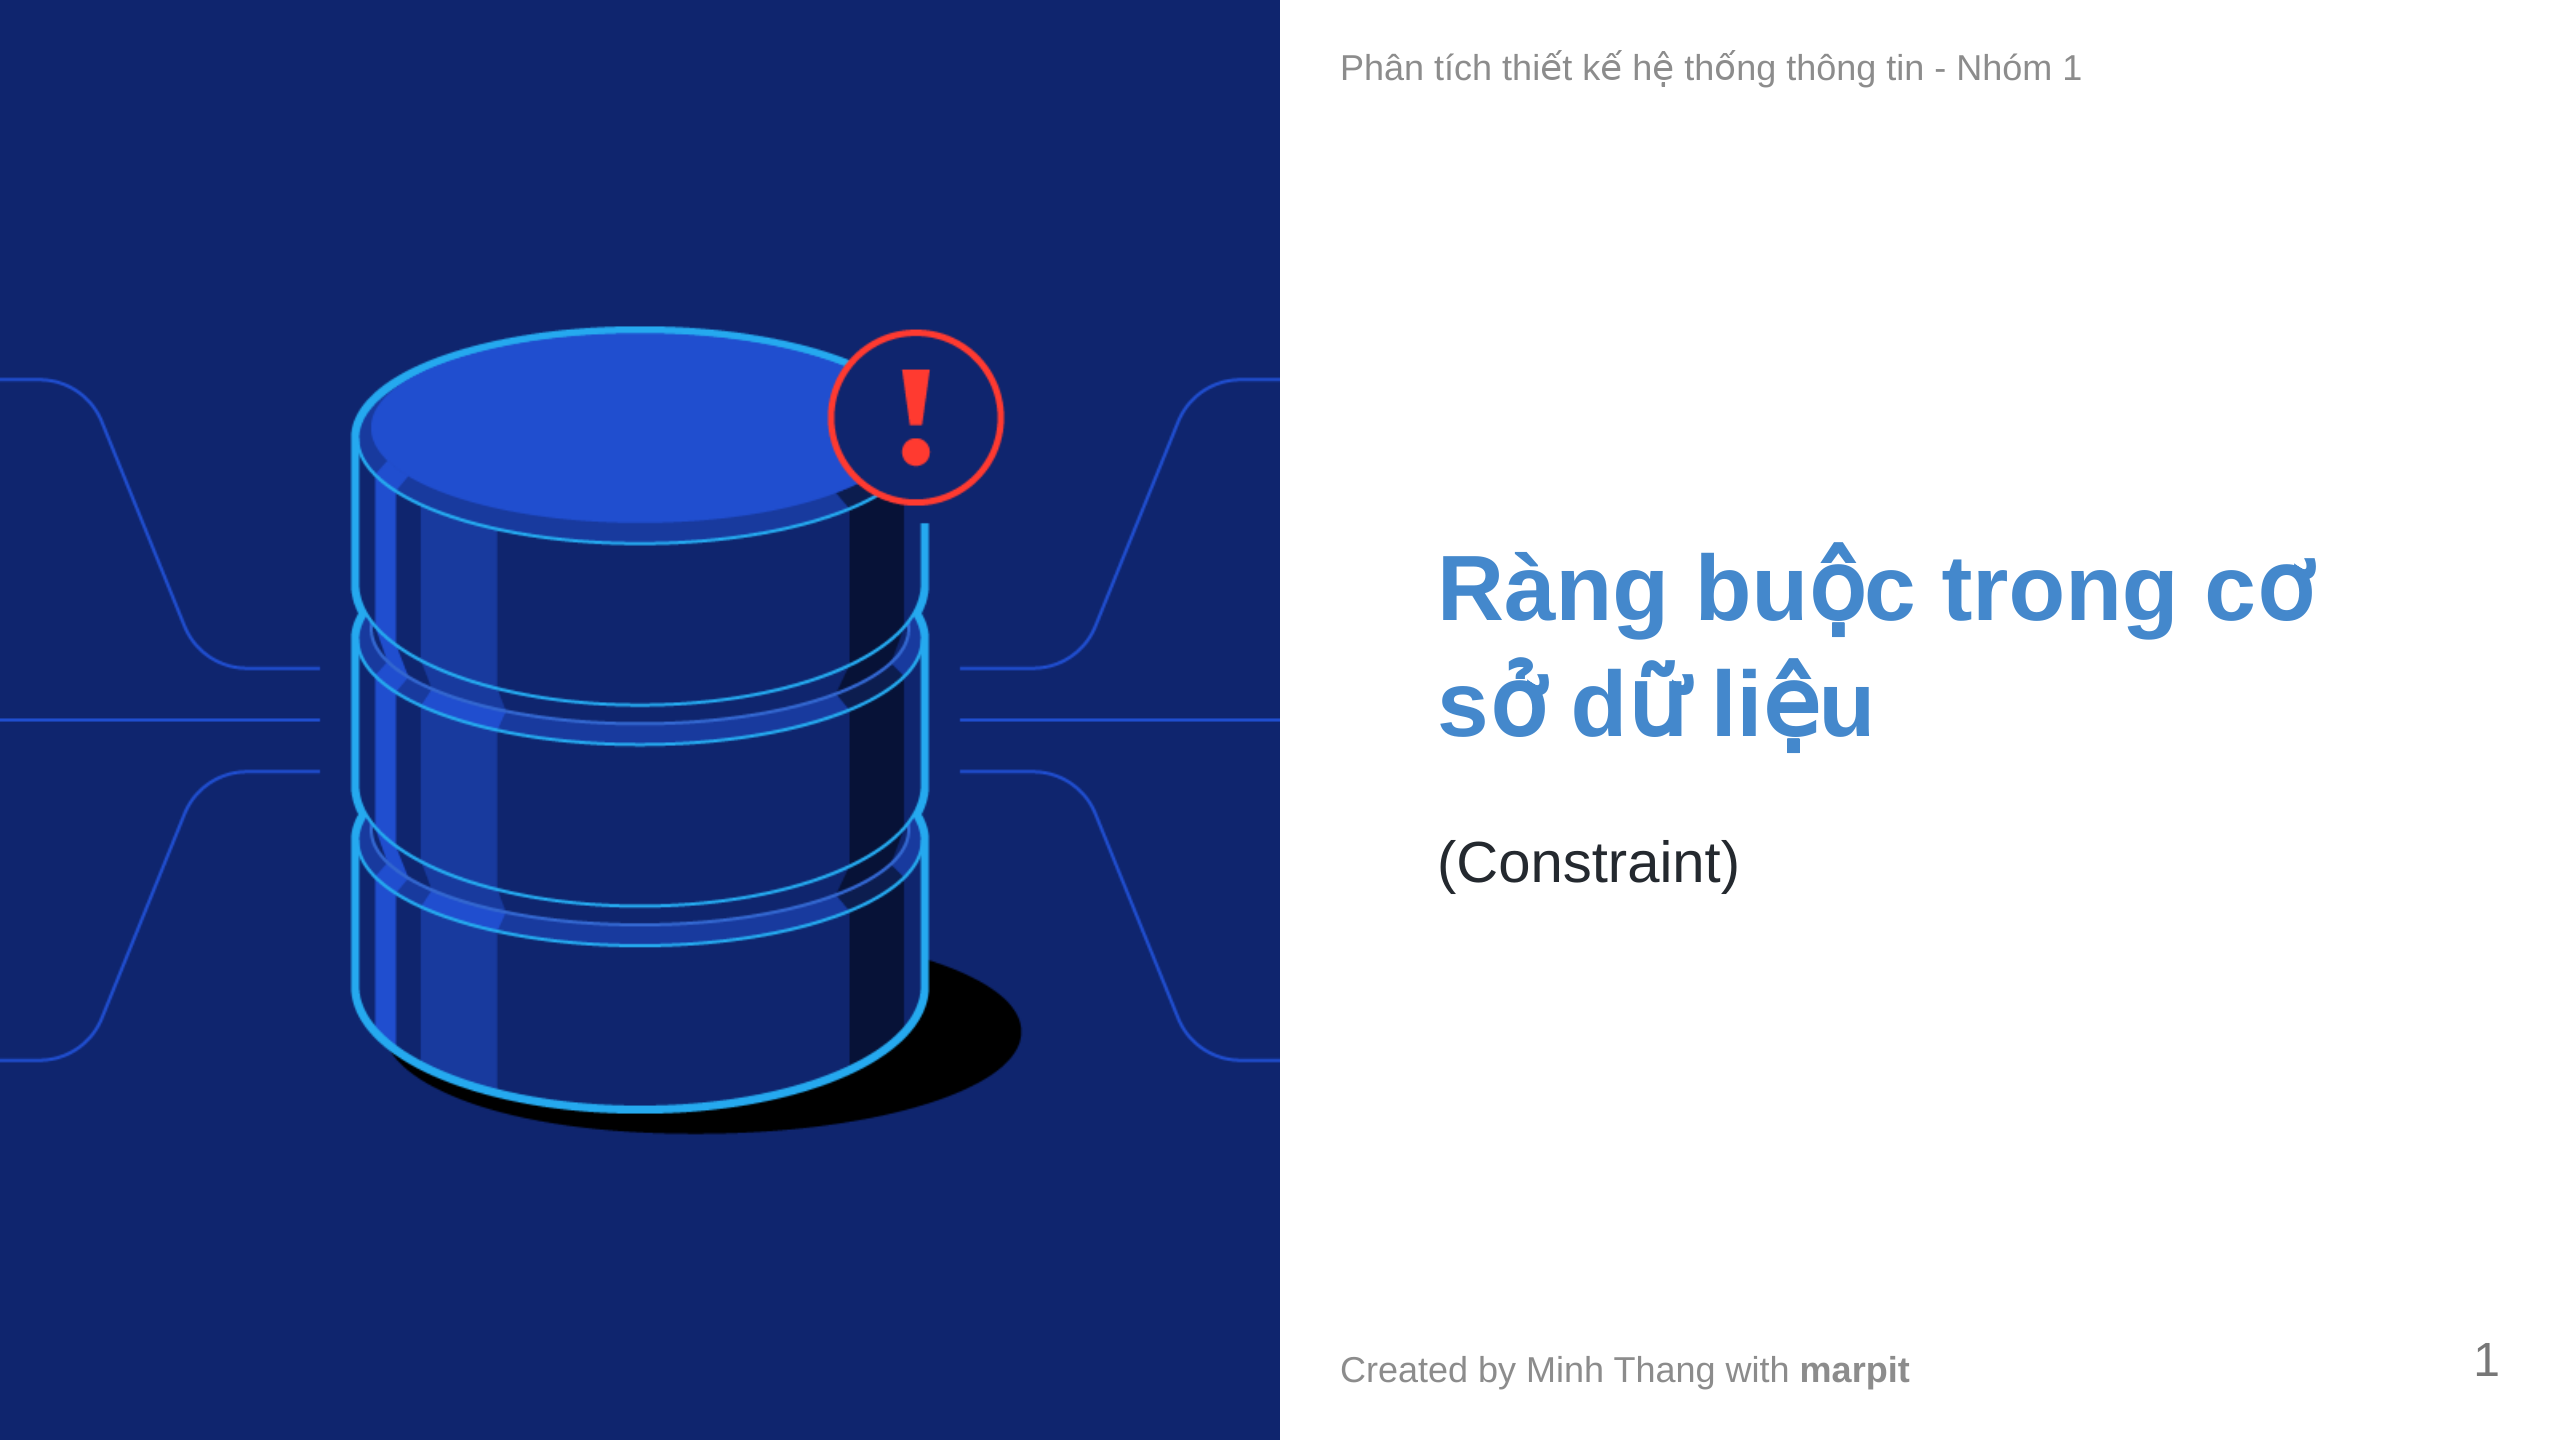 Phân tích thiết kế hệ thống thông tin - Nhóm 1
!
Ràng buộc trong cơ
sở dữ liệu
(Constraint)
Created by Minh Thang with marpit
1